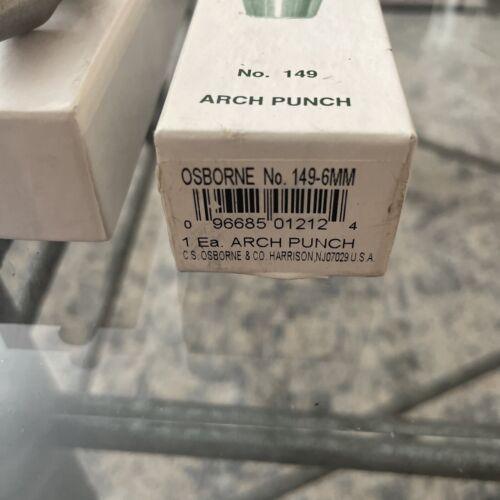 No. 149
ARCH PUNCH
OSBORNE No. 149-6MM
0 96685 01212 4
1 Ea. ARCH PUNCH
C.S. OSBORNE & CO. HARRISON,NJ07029 U.S.A.